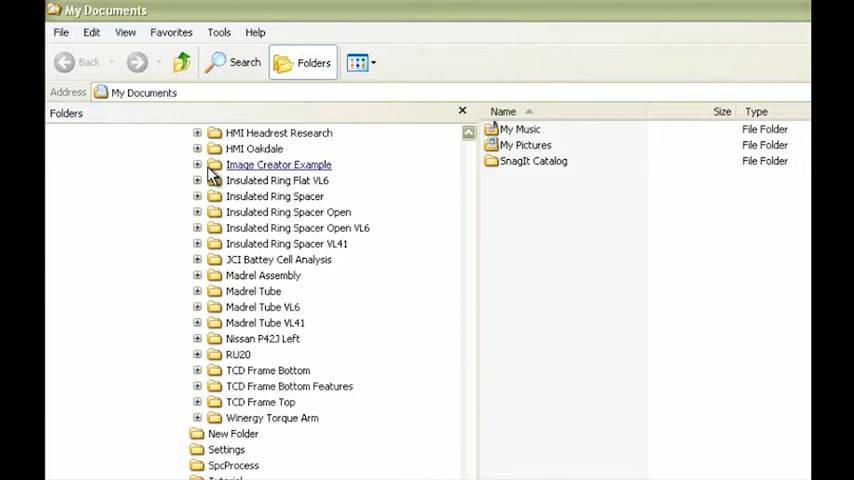 My Documents
File Edit View Favorites Tools Help
Back Search Folders
Address My Documents
Folders
Name Size Type
HMI Headrest Research
HMI Oakdale
Image Creator Example
Insulated Ring Flat VL6
Insulated Ring Spacer
Insulated Ring Spacer Open
Insulated Ring Spacer Open VL6
Insulated Ring Spacer VL41
JCI Battey Cell Analysis
Madrel Assembly
Madrel Tube
Madrel Tube VL6
Madrel Tube VL41
Nissan P42J Left
RU20
TCD Frame Bottom
TCD Frame Bottom Features
TCD Frame Top
Winergy Torque Arm
New Folder
Settings
SpcProcess
My Music File Folder
My Pictures File Folder
SnagIt Catalog File Folder